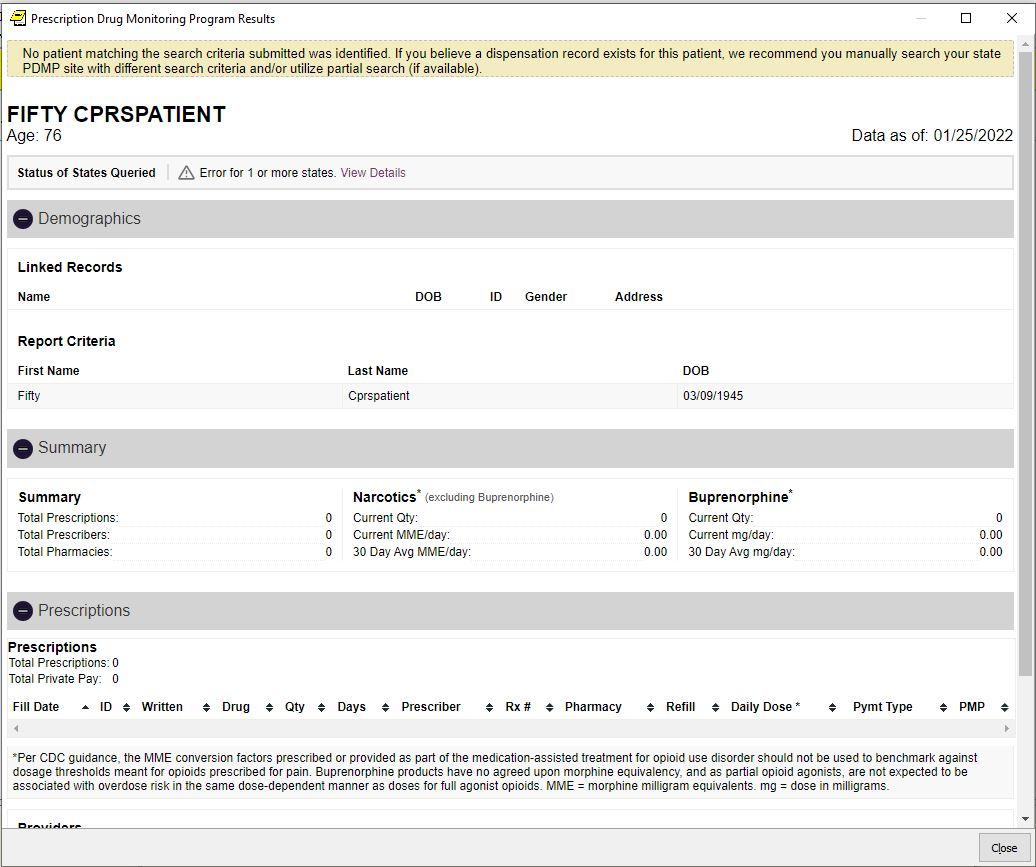 Prescription Drug Monitoring Program Results
No patient matching the search criteria submitted was identified. If you believe a dispensation record exists for this patient, we recommend you manually search your state
PDMP site with different search criteria and/or utilize partial search (if available).
FIFTY CPRSPATIENT
Age: 76 Data as of: 01/25/2022
Status of States Queried Error for 1 or more states. View Details
Demographics
Linked Records
Name DOB ID Gender Address
Report Criteria
First Name Last Name DOB
Fifty Cprspatient 03/09/1945
Summary
Summary Narcotics* (excluding Buprenorphine) Buprenorphine*
Total Prescriptions: 0 Current Qty: 0 Current Qty: 0
Total Prescribers: 0 Current MME/day: 0.00 Current mg/day: 0.00
Total Pharmacies: 0 30 Day Avg MME/day: 0.00 30 Day Avg mg/day: 0.00
Prescriptions
Prescriptions
Total Prescriptions: 0
Total Private Pay: 0
Fill Date ID Written Drug Qty Days Prescriber Rx # Pharmacy Refill Daily Dose * Pymt Type PMP
*Per CDC guidance, the MME conversion factors prescribed or provided as part of the medication-assisted treatment for opioid use disorder should not be used to benchmark against
dosage thresholds meant for opioids prescribed for pain. Buprenorphine products have no agreed upon morphine equivalency, and as partial opioid agonists, are not expected to be
associated with overdose risk in the same dose-dependent manner as doses for full agonist opioids. MME = morphine milligram equivalents. mg = dose in milligrams.
Providers
Close